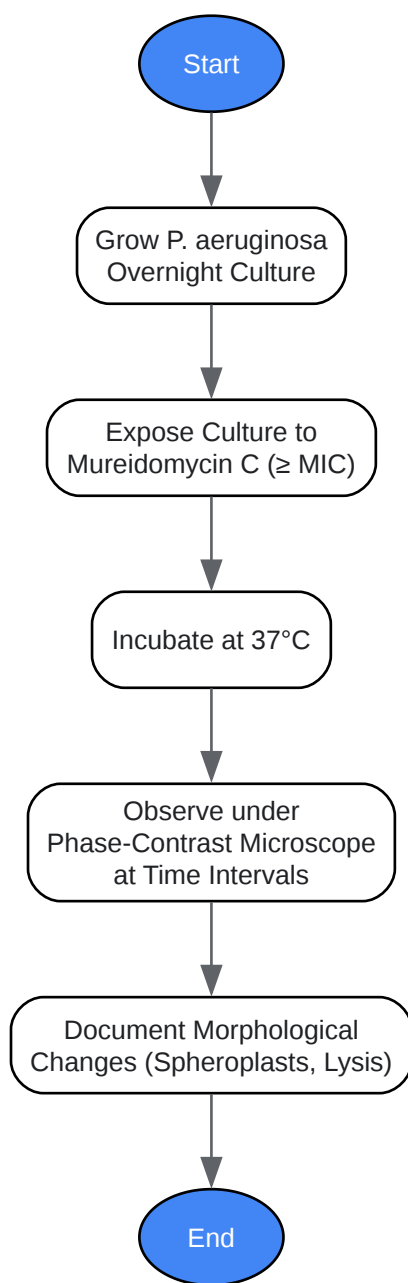 Start
Grow P. aeruginosa
Overnight Culture
Expose Culture to
Mureidomycin C (≥ MIC)
Incubate at 37°C
Observe under
Phase-Contrast Microscope
at Time Intervals
Document Morphological
Changes (Spheroplasts, Lysis)
End